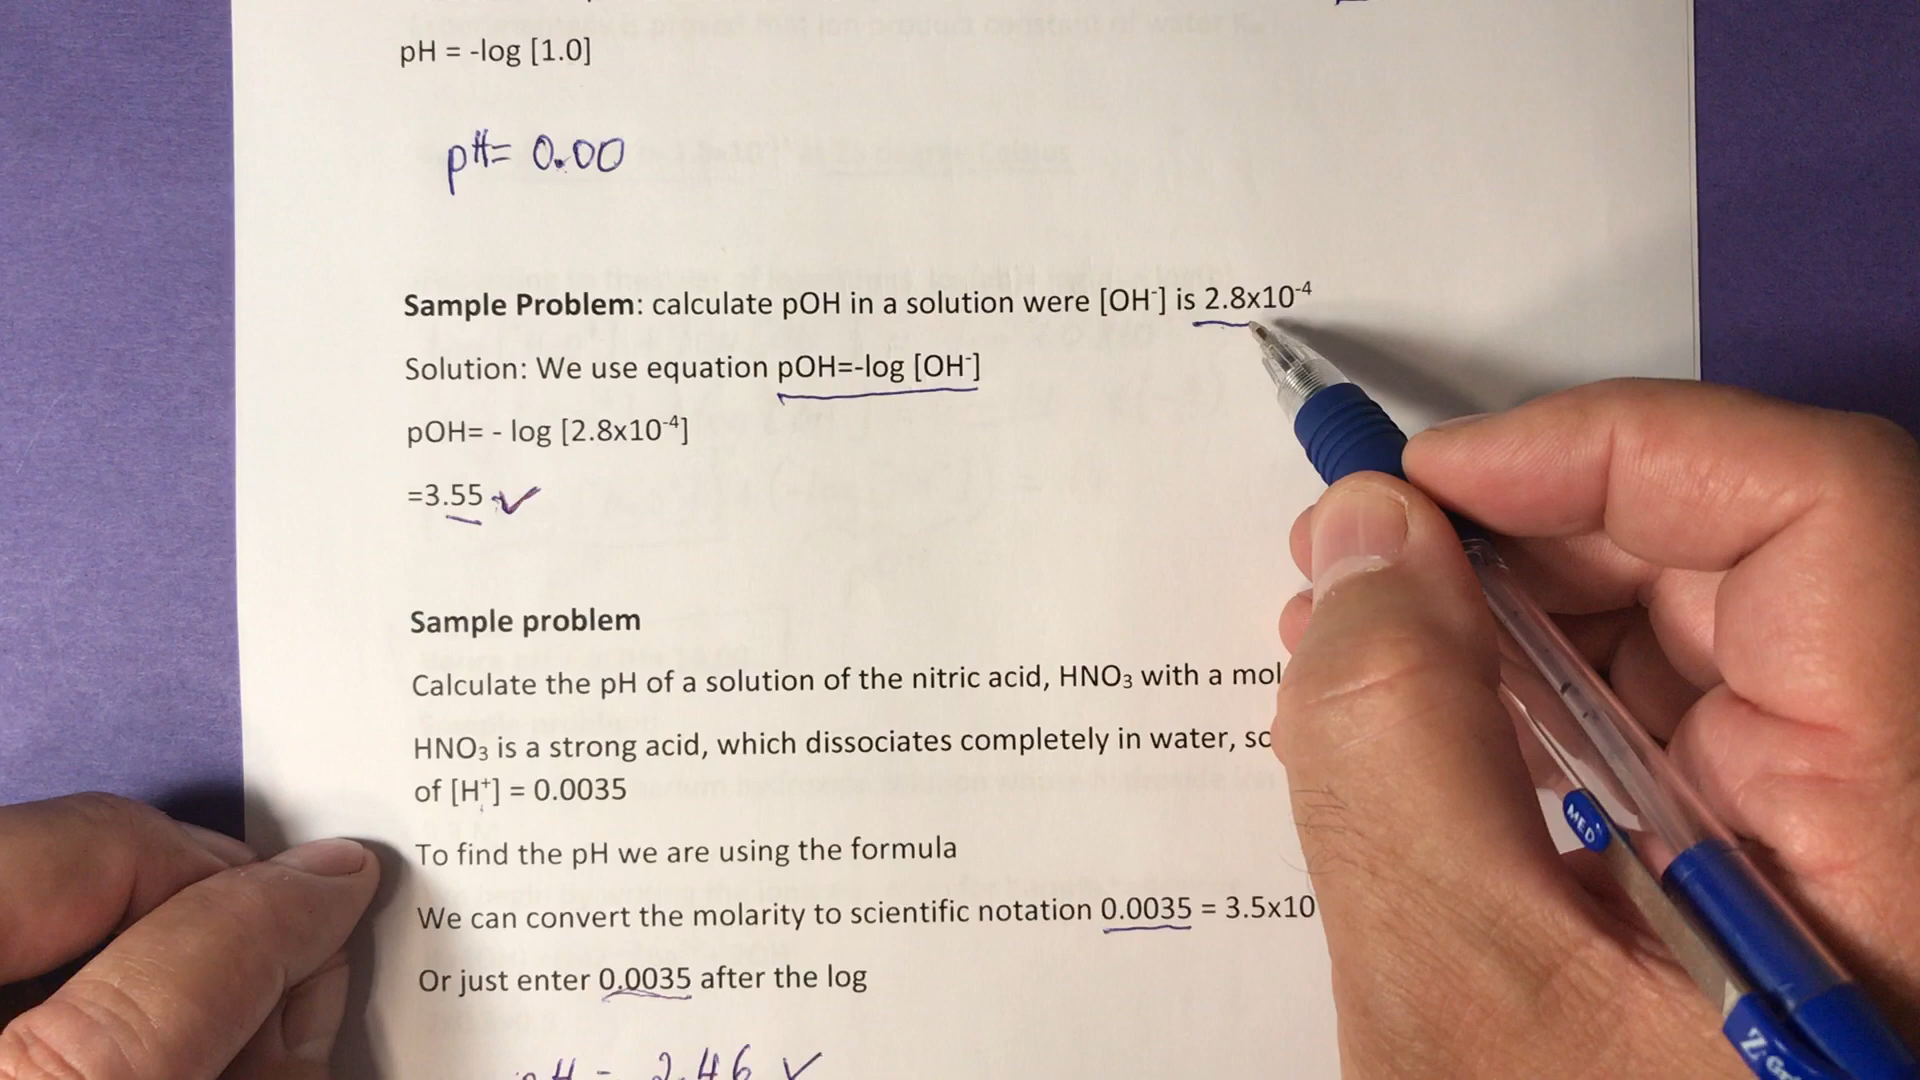 pH = -log [1.0]
pH= 0.00
Sample Problem: calculate pOH in a solution were [OH⁻] is 2.8x10⁻⁴
Solution: We use equation pOH=-log [OH⁻]
pOH= - log [2.8x10⁻⁴]
=3.55 ✓
Sample problem
Calculate the pH of a solution of the nitric acid, HNO₃ with a
HNO₃ is a strong acid, which dissociates completely in water,
of [H⁺] = 0.0035
To find the pH we are using the formula
We can convert the molarity to scientific notation 0.0035 = 3.5x10
Or just enter 0.0035 after the log
pH = 2.46 ✓
MED
Z